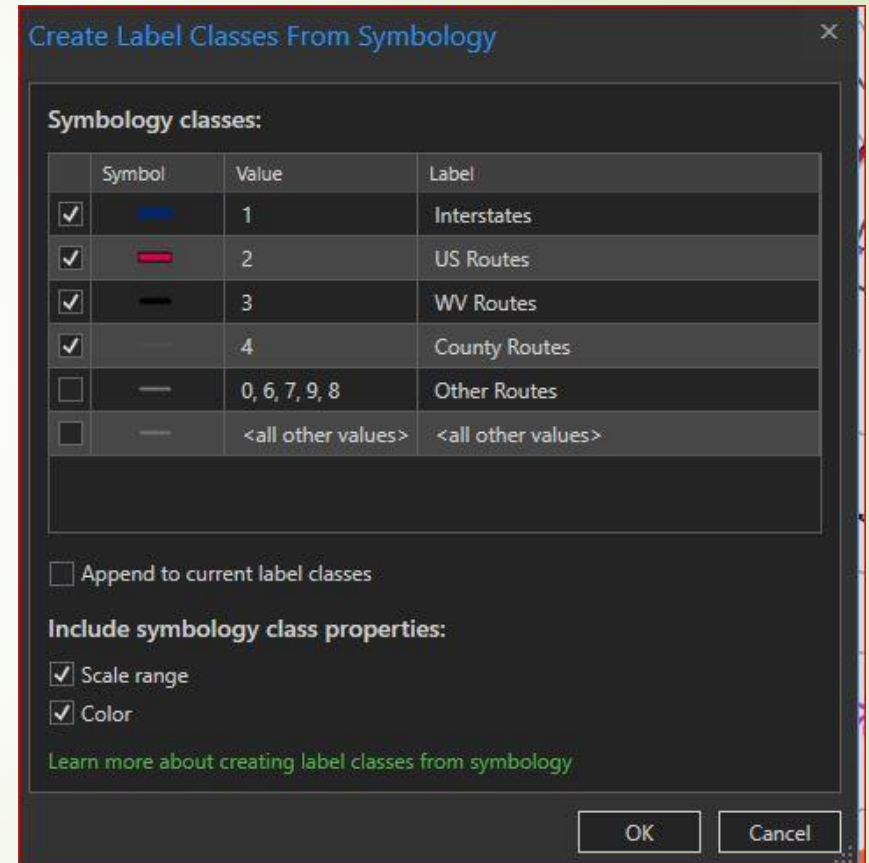 Create Label Classes From Symbology
Symbology classes:
Symbol Value Label
1 Interstates
2 US Routes
3 WV Routes
4 County Routes
0, 6, 7, 9, 8 Other Routes
<all other values> <all other values>
Append to current label classes
Include symbology class properties:
Scale range
Color
Learn more about creating label classes from symbology
OK Cancel